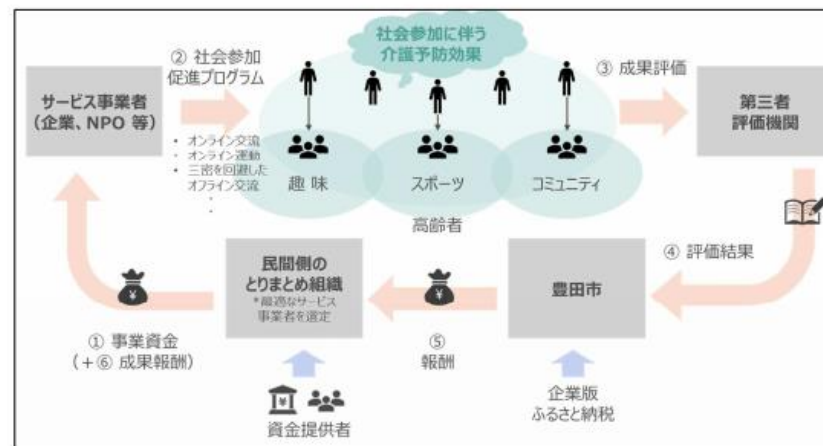 社会参加に伴う
介護予防効果
② 社会参加
促進プログラム
サービス事業者
（企業、NPO 等）
・ オンライン交流
・ オンライン運動
・ 三密を回避した
オフライン交流
・
・
趣 味
スポーツ
コミュニティ
高齢者
③ 成果評価
第三者
評価機関
④ 評価結果
民間側の
とりまとめ組織
*最適なサービス
事業者を選定
豊田市
¥
¥
① 事業資金
（＋⑥ 成果報酬）
⑤
報酬
¥
資金提供者
企業版
ふるさと納税